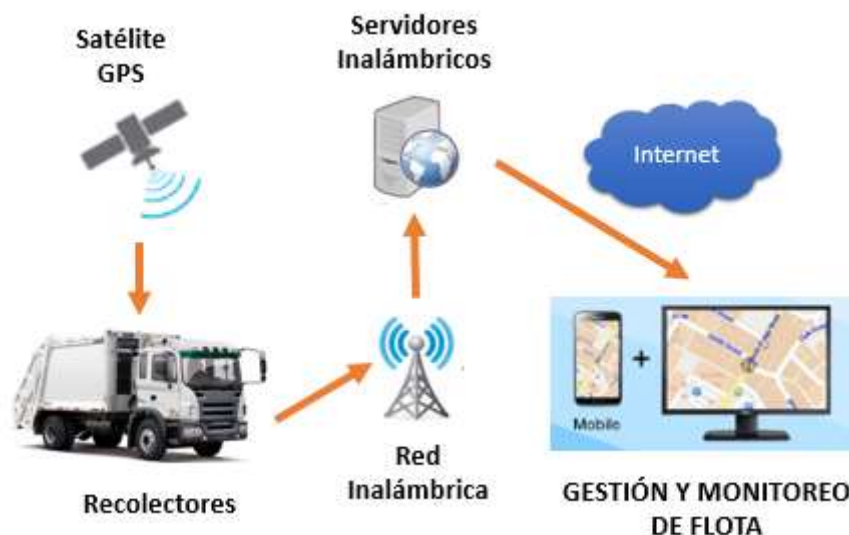 Satélite
GPS
Servidores
Inalámbricos
Internet
Recolectores
Red
Inalámbrica
Mobile
+
GESTIÓN Y MONITOREO
DE FLOTA